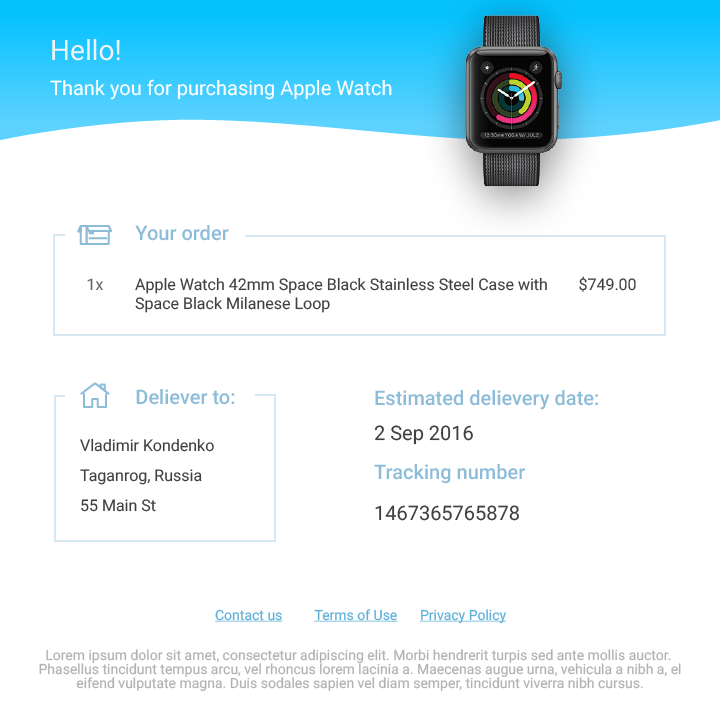 Hello!
Thank you for purchasing Apple Watch
12:30PM YOGA W/ JULZ
Your order
1x Apple Watch 42mm Space Black Stainless Steel Case with $749.00
Space Black Milanese Loop
Deliever to:
Vladimir Kondenko
Taganrog, Russia
55 Main St
Estimated delievery date:
2 Sep 2016
Tracking number
1467365765878
Contact us Terms of Use Privacy Policy
Lorem ipsum dolor sit amet, consectetur adipiscing elit. Morbi hendrerit turpis sed ante mollis auctor.
Phasellus tincidunt tempus arcu, vel rhoncus lorem lacinia a. Maecenas augue urna, vehicula a nibh a, el
eifend vulputate magna. Duis sodales sapien vel diam semper, tincidunt viverra nibh cursus.